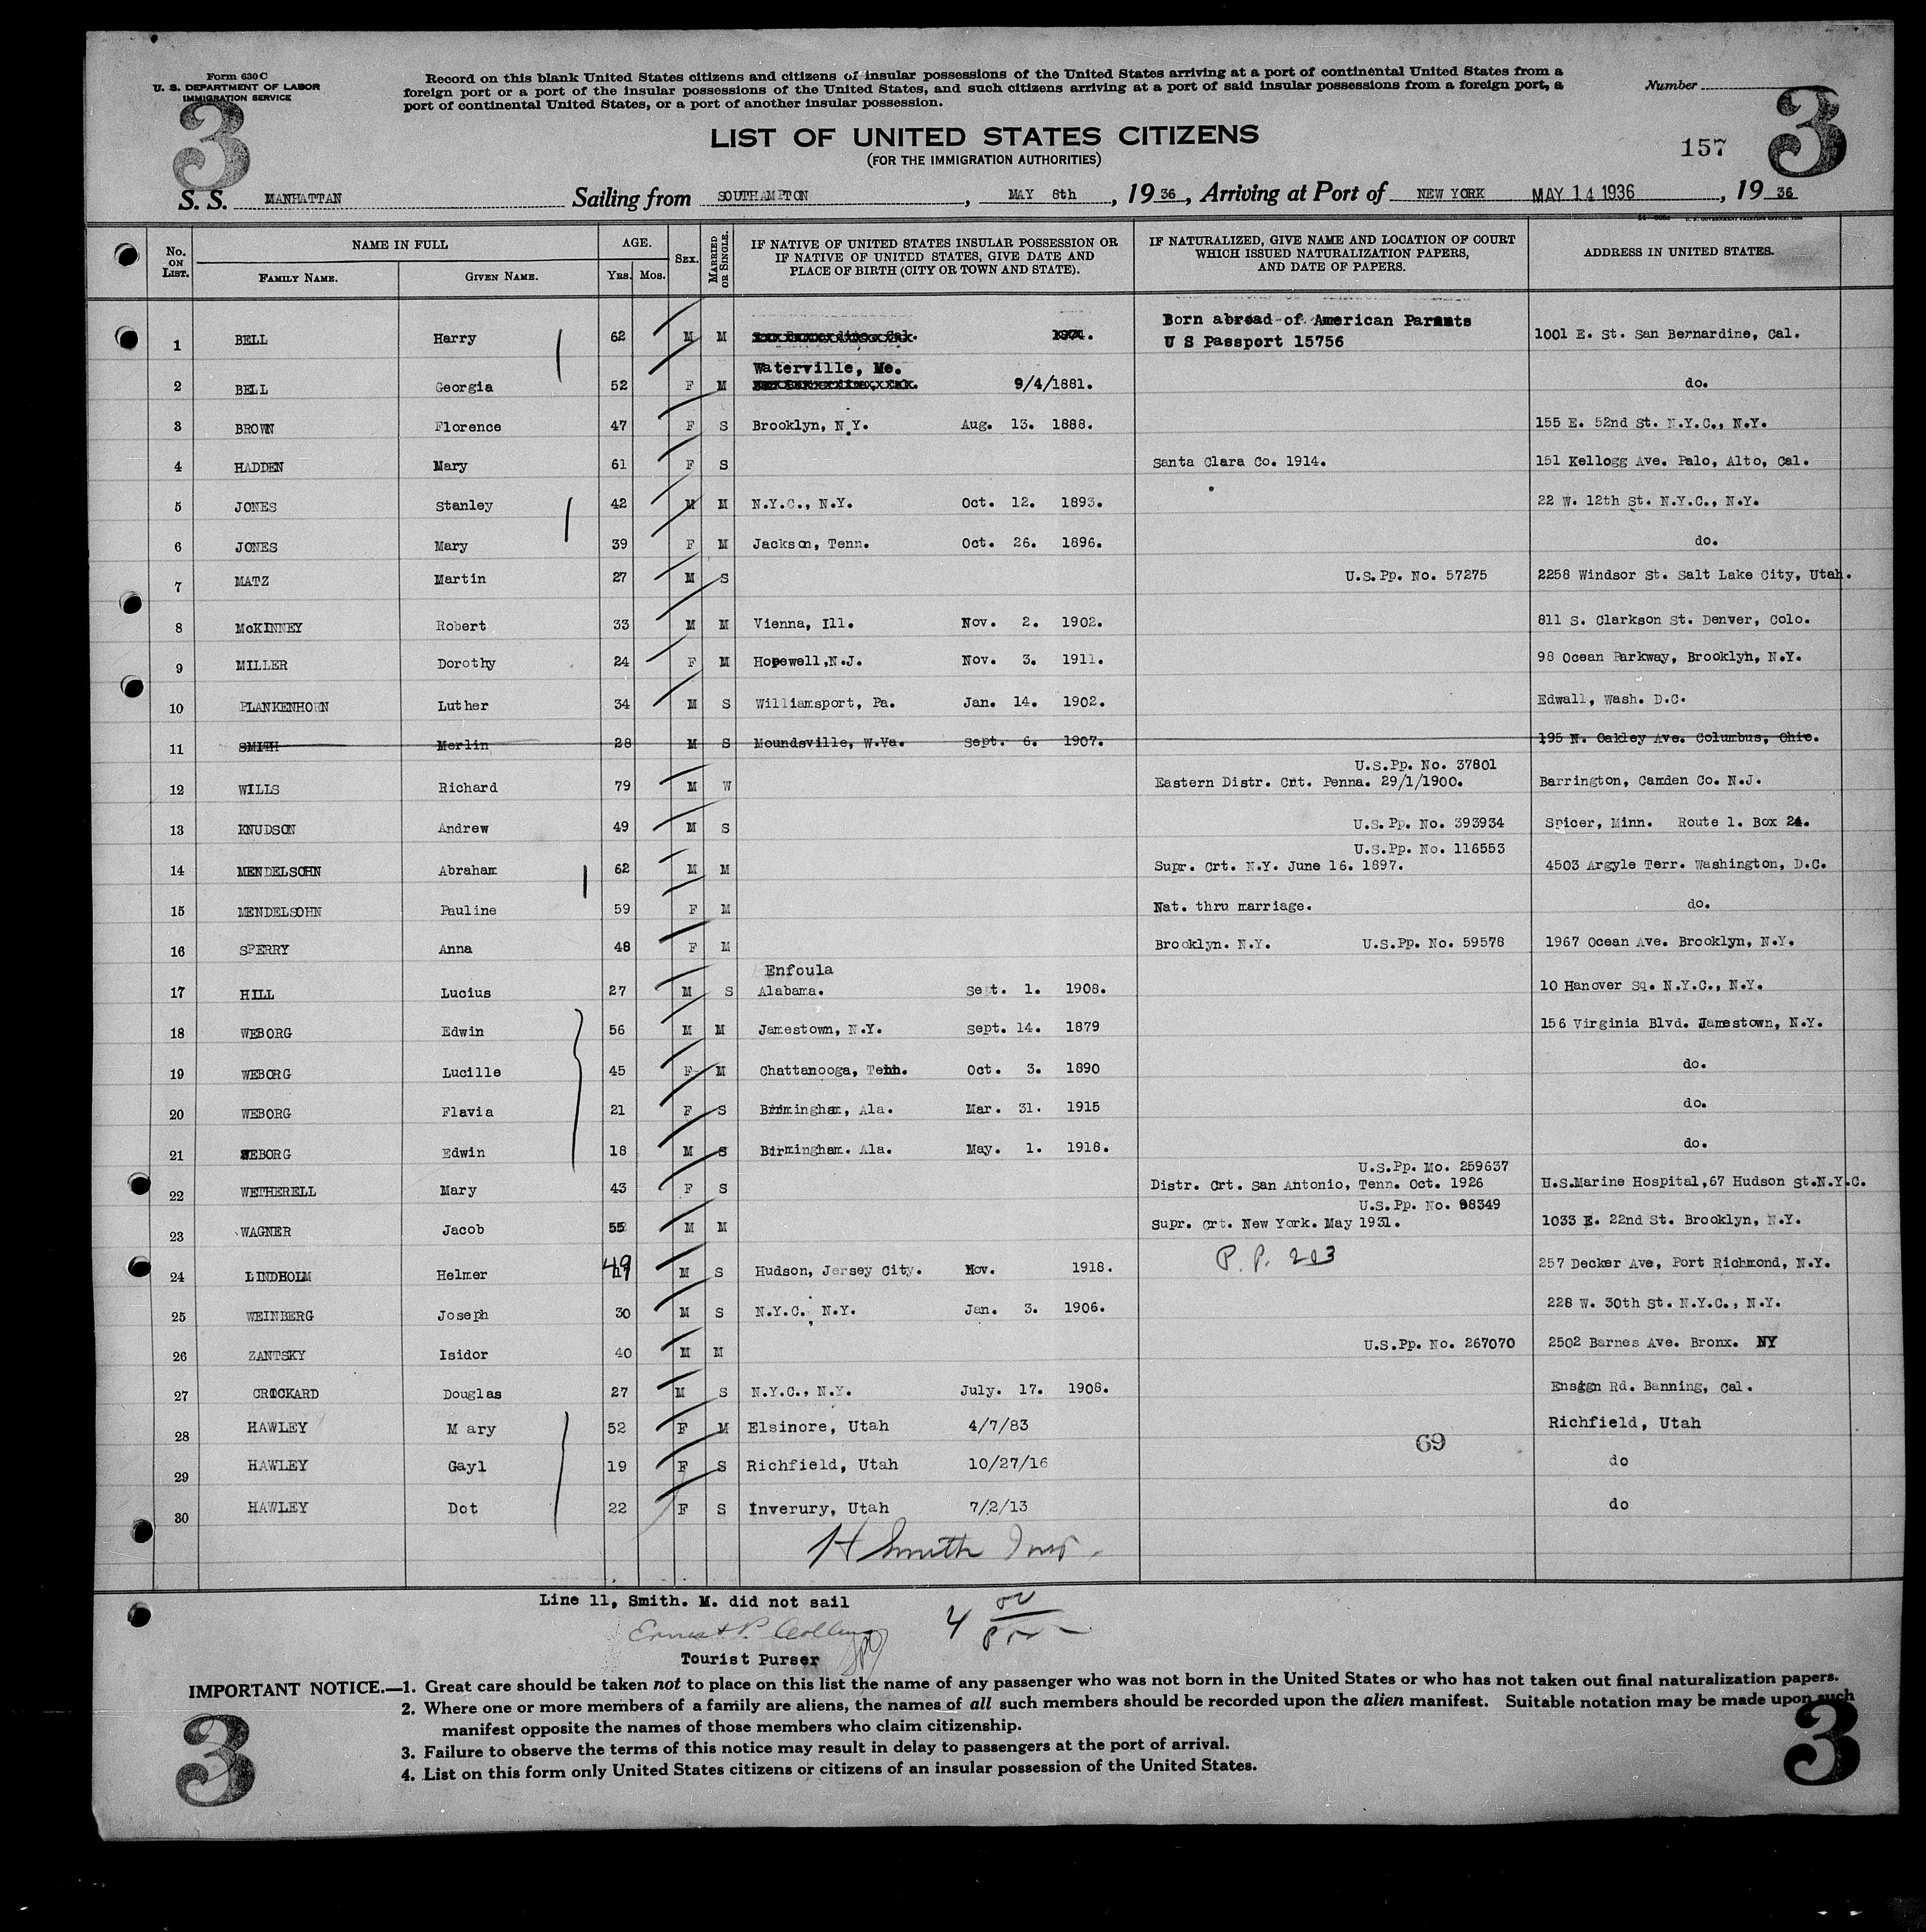 Form 630 C
U. S. DEPARTMENT OF LABOR
IMMIGRATION SERVICE
Record on this blank United States citizens and citizens of insular possessions of the United States arriving at a port of continental United States from a
foreign port or a port of the insular possessions of the United States, and such citizens arriving at a port of said insular possessions from a foreign port, a
port of continental United States, or a port of another insular possession.
Number
3
3
157
LIST OF UNITED STATES CITIZENS
(FOR THE IMMIGRATION AUTHORITIES)
S. S. MANHATTAN Sailing from SOUTHAMPTON, MAY 8th, 1936, Arriving at Port of NEW YORK MAY 14 1936, 1936
No. ON LIST. NAME IN FULL FAMILY NAME. GIVEN NAME. AGE. YRS. MOS. SEX. MARRIED OR SINGLE. IF NATIVE OF UNITED STATES INSULAR POSSESSION OR IF NATIVE OF UNITED STATES, GIVE DATE AND PLACE OF BIRTH (CITY OR TOWN AND STATE). IF NATURALIZED, GIVE NAME AND LOCATION OF COURT WHICH ISSUED NATURALIZATION PAPERS, AND DATE OF PAPERS. ADDRESS IN UNITED STATES.
1 BELL Harry 62 M M Born abroad of American Parents U S Passport 15756 1001 E. St. San Bernardine, Cal.
2 BELL Georgia 52 F M Waterville, Me. 9/4/1881. do.
3 BROWN Florence 47 F S Brooklyn, N.Y. Aug. 13. 1888. 155 E. 52nd St. N.Y.C., N.Y.
4 HADDEN Mary 61 F S Santa Clara Co. 1914. 151 Kellogg Ave. Palo, Alto, Cal.
5 JONES Stanley 42 M M N.Y.C., N.Y. Oct. 12. 1893. 22 W. 12th St. N.Y.C., N.Y.
6 JONES Mary 39 F M Jackson, Tenn. Oct. 26. 1896. do.
7 MATZ Martin 27 M S U.S.Pp. No. 57275 2258 Windsor St. Salt Lake City, Utah.
8 McKINNEY Robert 33 M M Vienna, Ill. Nov. 2. 1902. 811 S. Clarkson St. Denver, Colo.
9 MILLER Dorothy 24 F M Hopewell,N.J. Nov. 3. 1911. 98 Ocean Parkway, Brooklyn, N.Y.
10 PLANKENHORN Luther 34 M S Williamsport, Pa. Jan. 14. 1902. Edwall, Wash. D.C.
11 SMITH Merlin 28 M S Moundsville, W.Va. Sept. 6. 1907. 195 N. Oakley Ave. Columbus, Ohio.
12 WILLS Richard 79 M W U.S.Pp. No. 37801 Eastern Distr. Crt. Penna. 29/1/1900. Barrington, Camden Co. N.J.
13 KNUDSON Andrew 49 M S U.S.Pp. No. 393934 Spicer, Minn. Route 1. Box 24.
14 MENDELSOHN Abraham 62 M M U.S.Pp. No. 116553 Supr. Crt. N.Y. June 16. 1897. 4503 Argyle Terr. Washington, D.C.
15 MENDELSOHN Pauline 59 F M Nat. thru marriage. do.
16 SPERRY Anna 48 F M Brooklyn. N.Y. U.S.Pp. No. 59578 1967 Ocean Ave. Brooklyn, N.Y.
17 HILL Lucius 27 M S Enfoula Alabama. Sept. 1. 1908. 10 Hanover Sq. N.Y.C., N.Y.
18 WEBORG Edwin 56 M M Jamestown, N.Y. Sept. 14. 1879 156 Virginia Blvd. Jamestown, N.Y.
19 WEBORG Lucille 45 F M Chattanooga, Tenn. Oct. 3. 1890 do.
20 WEBORG Flavia 21 F S Birmingham, Ala. Mar. 31. 1915 do.
21 WEBORG Edwin 18 M S Birmingham. Ala. May. 1. 1918. do.
22 WETHERELL Mary 43 F S U.S.Pp. Mo. 259637 Distr. Crt. San Antonio, Tenn. Oct. 1926 U.S.Marine Hospital,67 Hudson St.N.Y.C.
23 WAGNER Jacob 55 M M U.S.Pp. No. 98349 Supr. Crt. New York. May 1931. 1033 E. 22nd St. Brooklyn, N.Y.
24 LINDHOLM Helmer 49 M S Hudson, Jersey City. Nov. 1918. P. P. 213 257 Decker Ave, Port Richmond, N.Y.
25 WEINBERG Joseph 30 M S N.Y.C., N.Y. Jan. 3. 1906. 228 W. 30th St. N.Y.C., N.Y.
26 ZANTSKY Isidor 40 M M U.S.Pp. No. 267070 2502 Barnes Ave. Bronx. NY
27 CROCKARD Douglas 27 M S N.Y.C., N.Y. July. 17. 1908. Ensign Rd. Banning, Cal.
28 HAWLEY Mary 52 F M Elsinore, Utah 4/7/83 Richfield, Utah
69
29 HAWLEY Gayl 19 F S Richfield, Utah 10/27/16 do
30 HAWLEY Dot 22 F S Inverury, Utah 7/2/13 do
H Smith Insp.
Line 11, Smith. M. did not sail
Ernest P. Collins
Tourist Purser
4
IMPORTANT NOTICE.—1. Great care should be taken not to place on this list the name of any passenger who was not born in the United States or who has not taken out final naturalization papers.
2. Where one or more members of a family are aliens, the names of all such members should be recorded upon the alien manifest. Suitable notation may be made upon such
manifest opposite the names of those members who claim citizenship.
3. Failure to observe the terms of this notice may result in delay to passengers at the port of arrival.
4. List on this form only United States citizens or citizens of an insular possession of the United States.
3
3